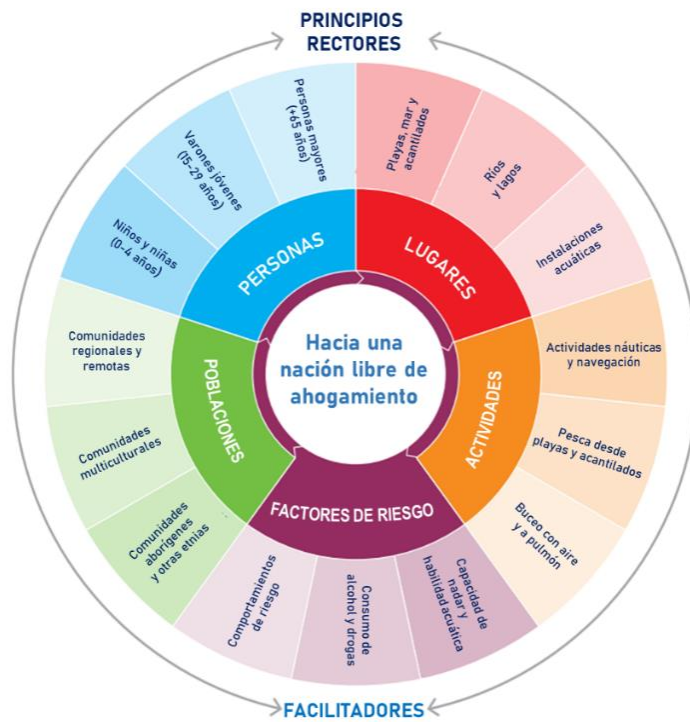 PRINCIPIOS
RECTORES
Personas mayores
(+65 años)
Playas, mar y
acantilados
Varones jóvenes
(15-29 años)
Ríos
y lagos
Niños y niñas
(0-4 años)
Instalaciones
acuáticas
PERSONAS
LUGARES
Comunidades
regionales y
remotas
Hacia una
nación libre de
ahogamiento
Actividades náuticas
y navegación
POBLACIONES
ACTIVIDADES
Comunidades
multiculturales
Pesca desde
playas y acantilados
FACTORES DE RIESGO
Comunidades
aborígenes
y otras etnias
Buceo con aire
y a pulmón
Comportamientos
de riesgo
Consumo de
alcohol y drogas
Capacidad de
nadar y
habilidad acuática
FACILITADORES